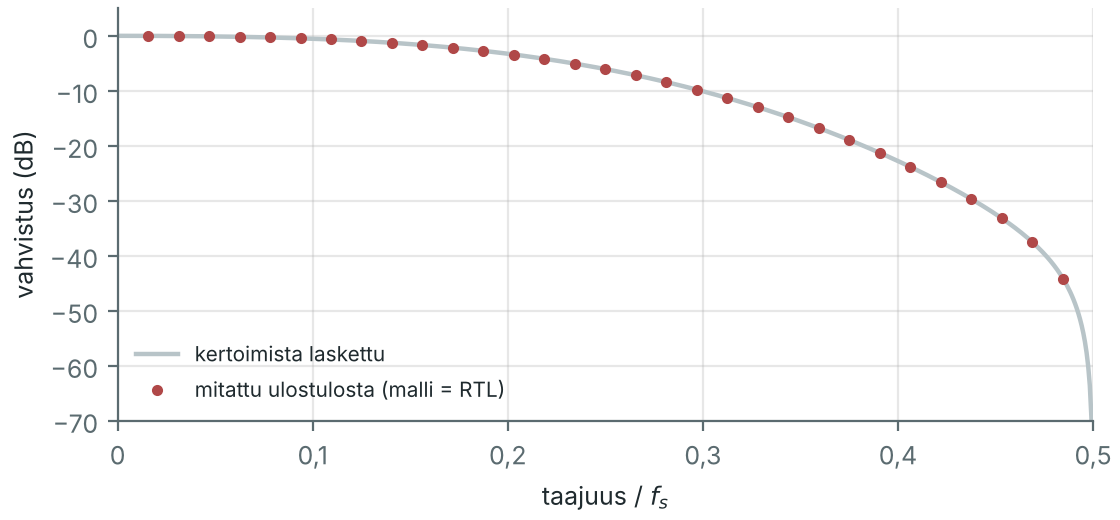 0
−10
−20
−30
−40
−50
−60
−70
vahvistus (dB)
kertoimista laskettu
mitattu ulostulosta (malli = RTL)
0 0,1 0,2 0,3 0,4 0,5
taajuus / fₛ